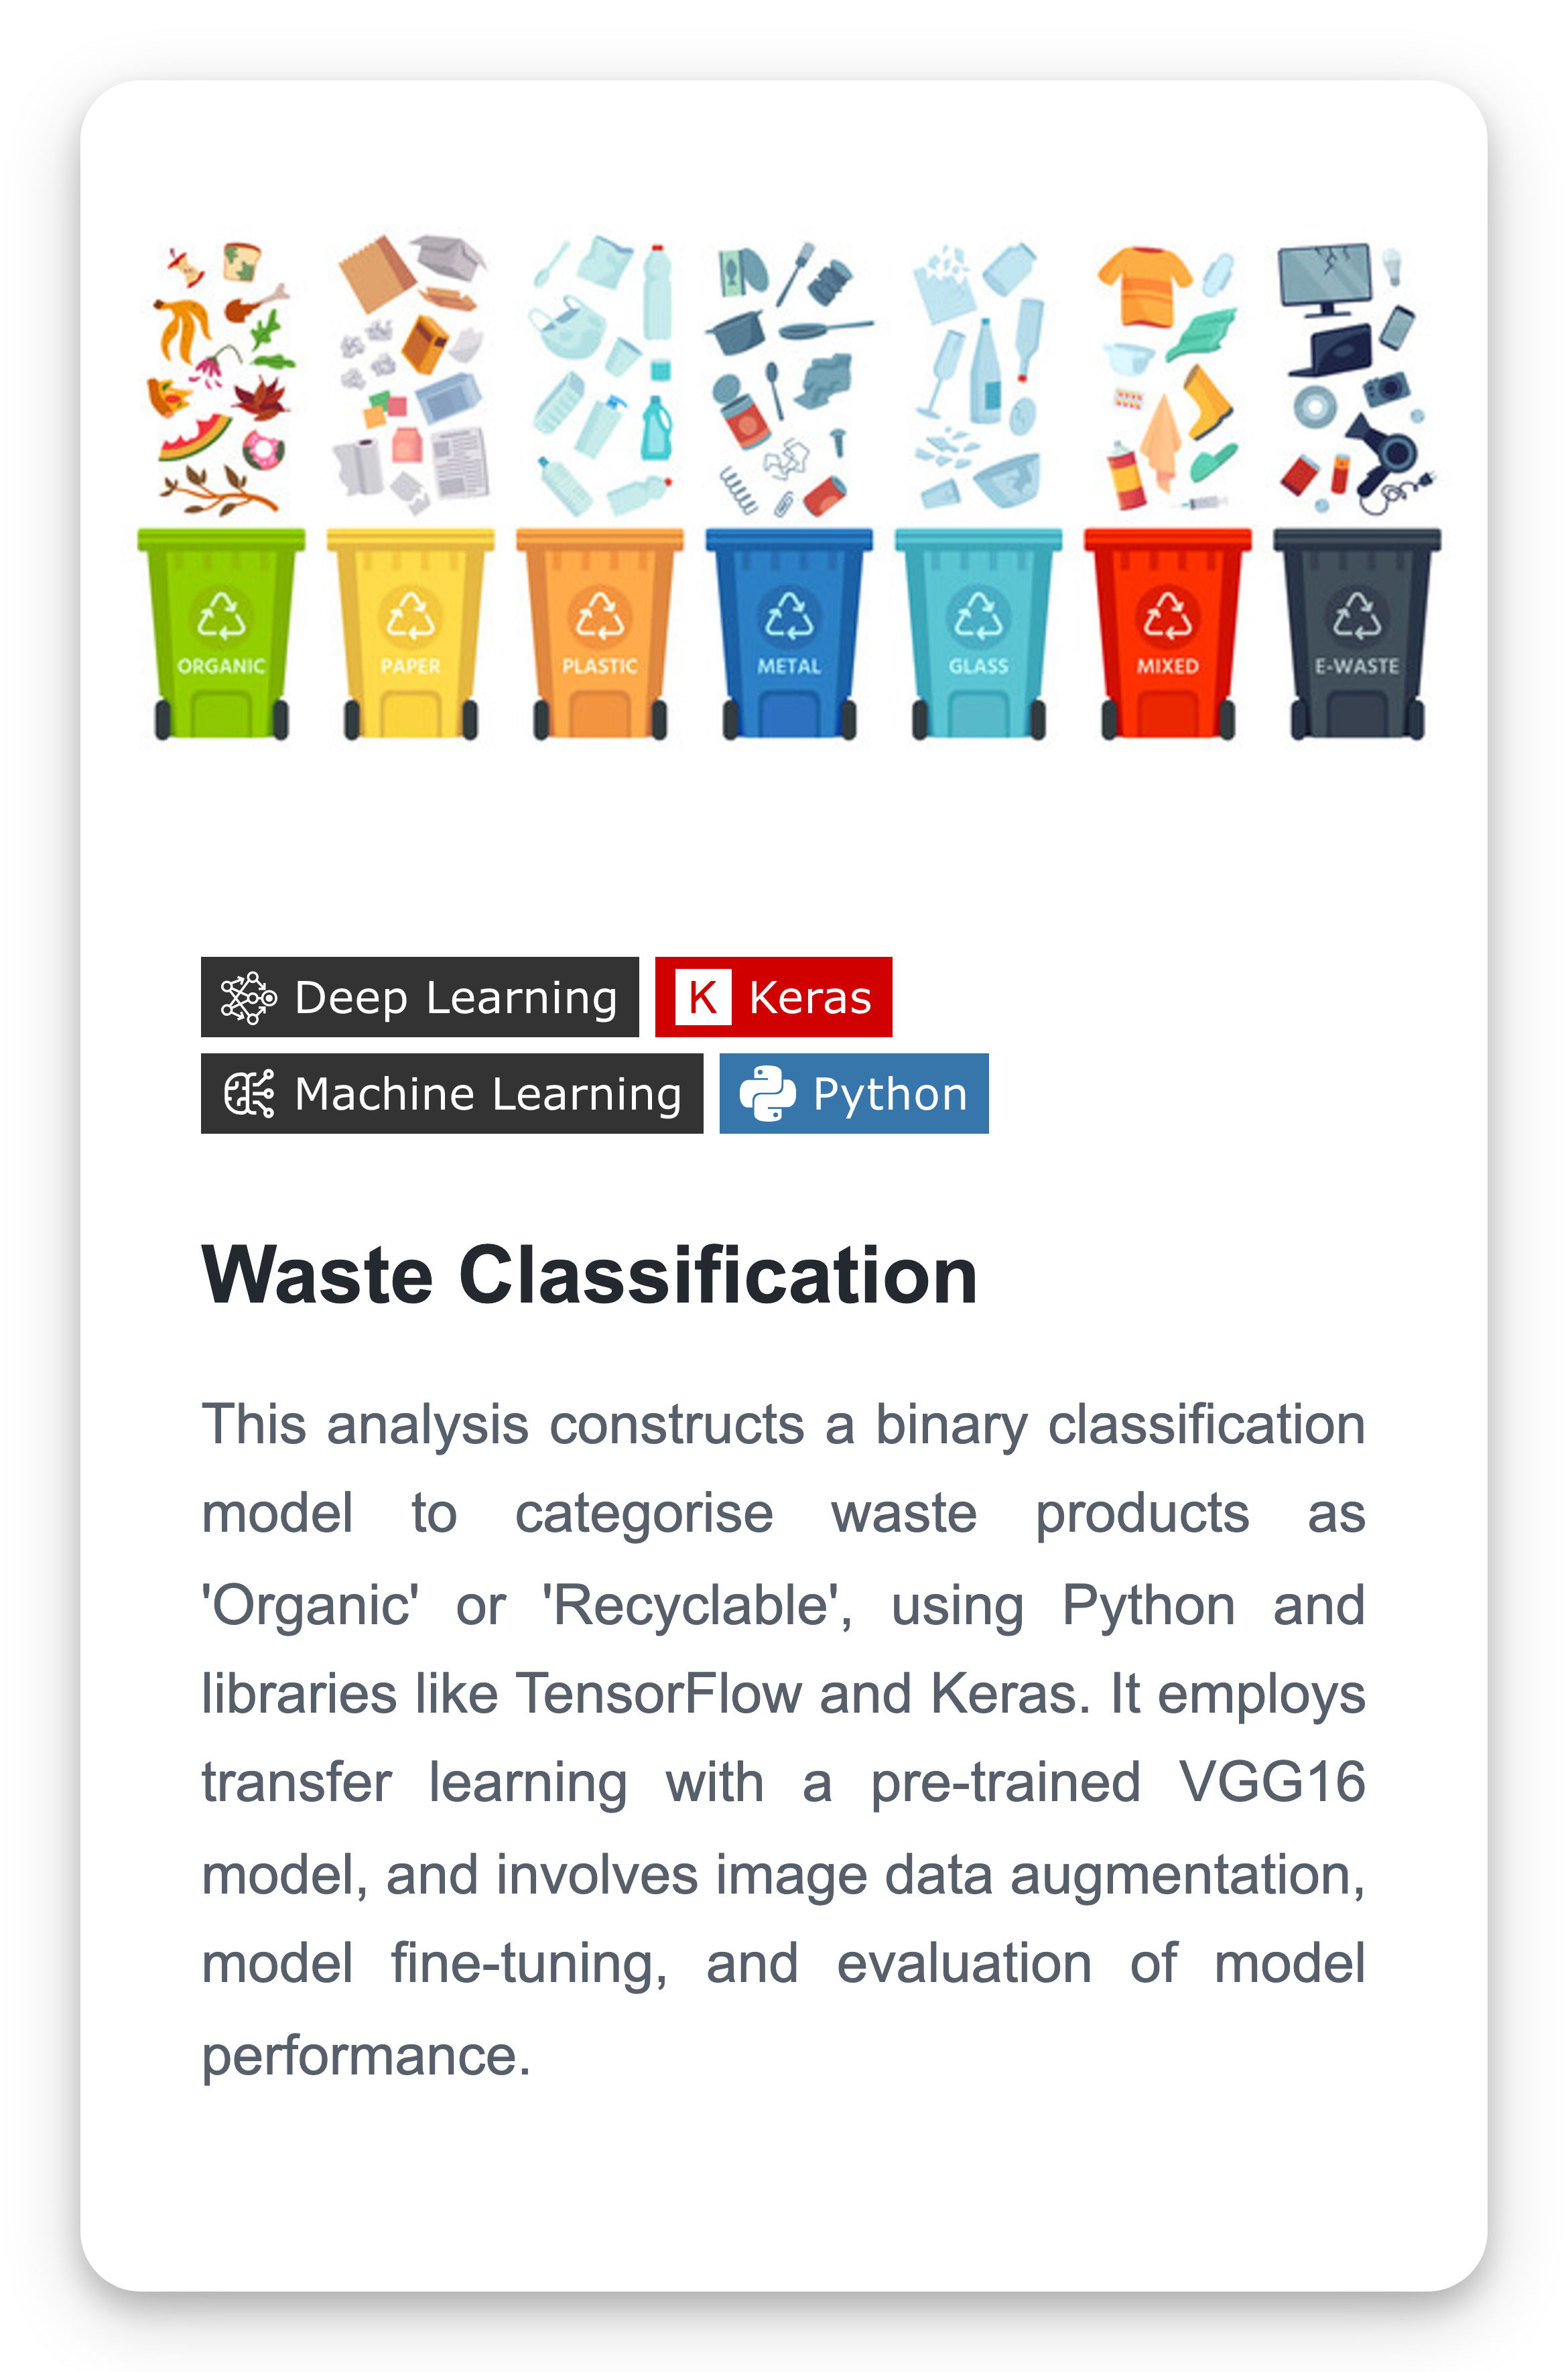 ORGANIC PAPER PLASTIC METAL GLASS MIXED E-WASTE
Deep Learning K Keras
Machine Learning Python
Waste Classification
This analysis constructs a binary classification
model to categorise waste products as
'Organic' or 'Recyclable', using Python and
libraries like TensorFlow and Keras. It employs
transfer learning with a pre-trained VGG16
model, and involves image data augmentation,
model fine-tuning, and evaluation of model
performance.